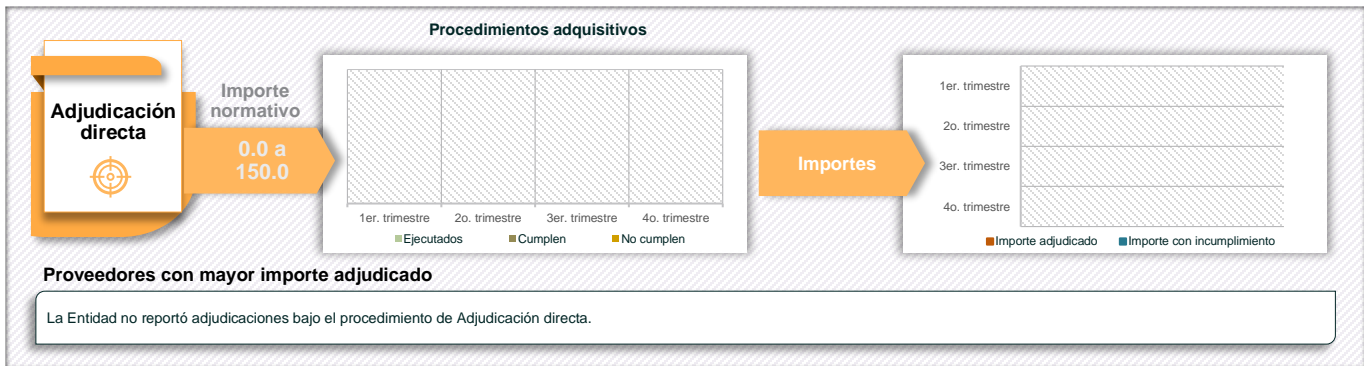 Procedimientos adquisitivos
Adjudicación
directa
Importe
normativo
0.0 a
150.0
1er. trimestre
2o. trimestre
3er. trimestre
4o. trimestre
Ejecutados
Cumplen
No cumplen
Importes
1er. trimestre
2o. trimestre
3er. trimestre
4o. trimestre
Importe adjudicado
Importe con incumplimiento
Proveedores con mayor importe adjudicado
La Entidad no reportó adjudicaciones bajo el procedimiento de Adjudicación directa.